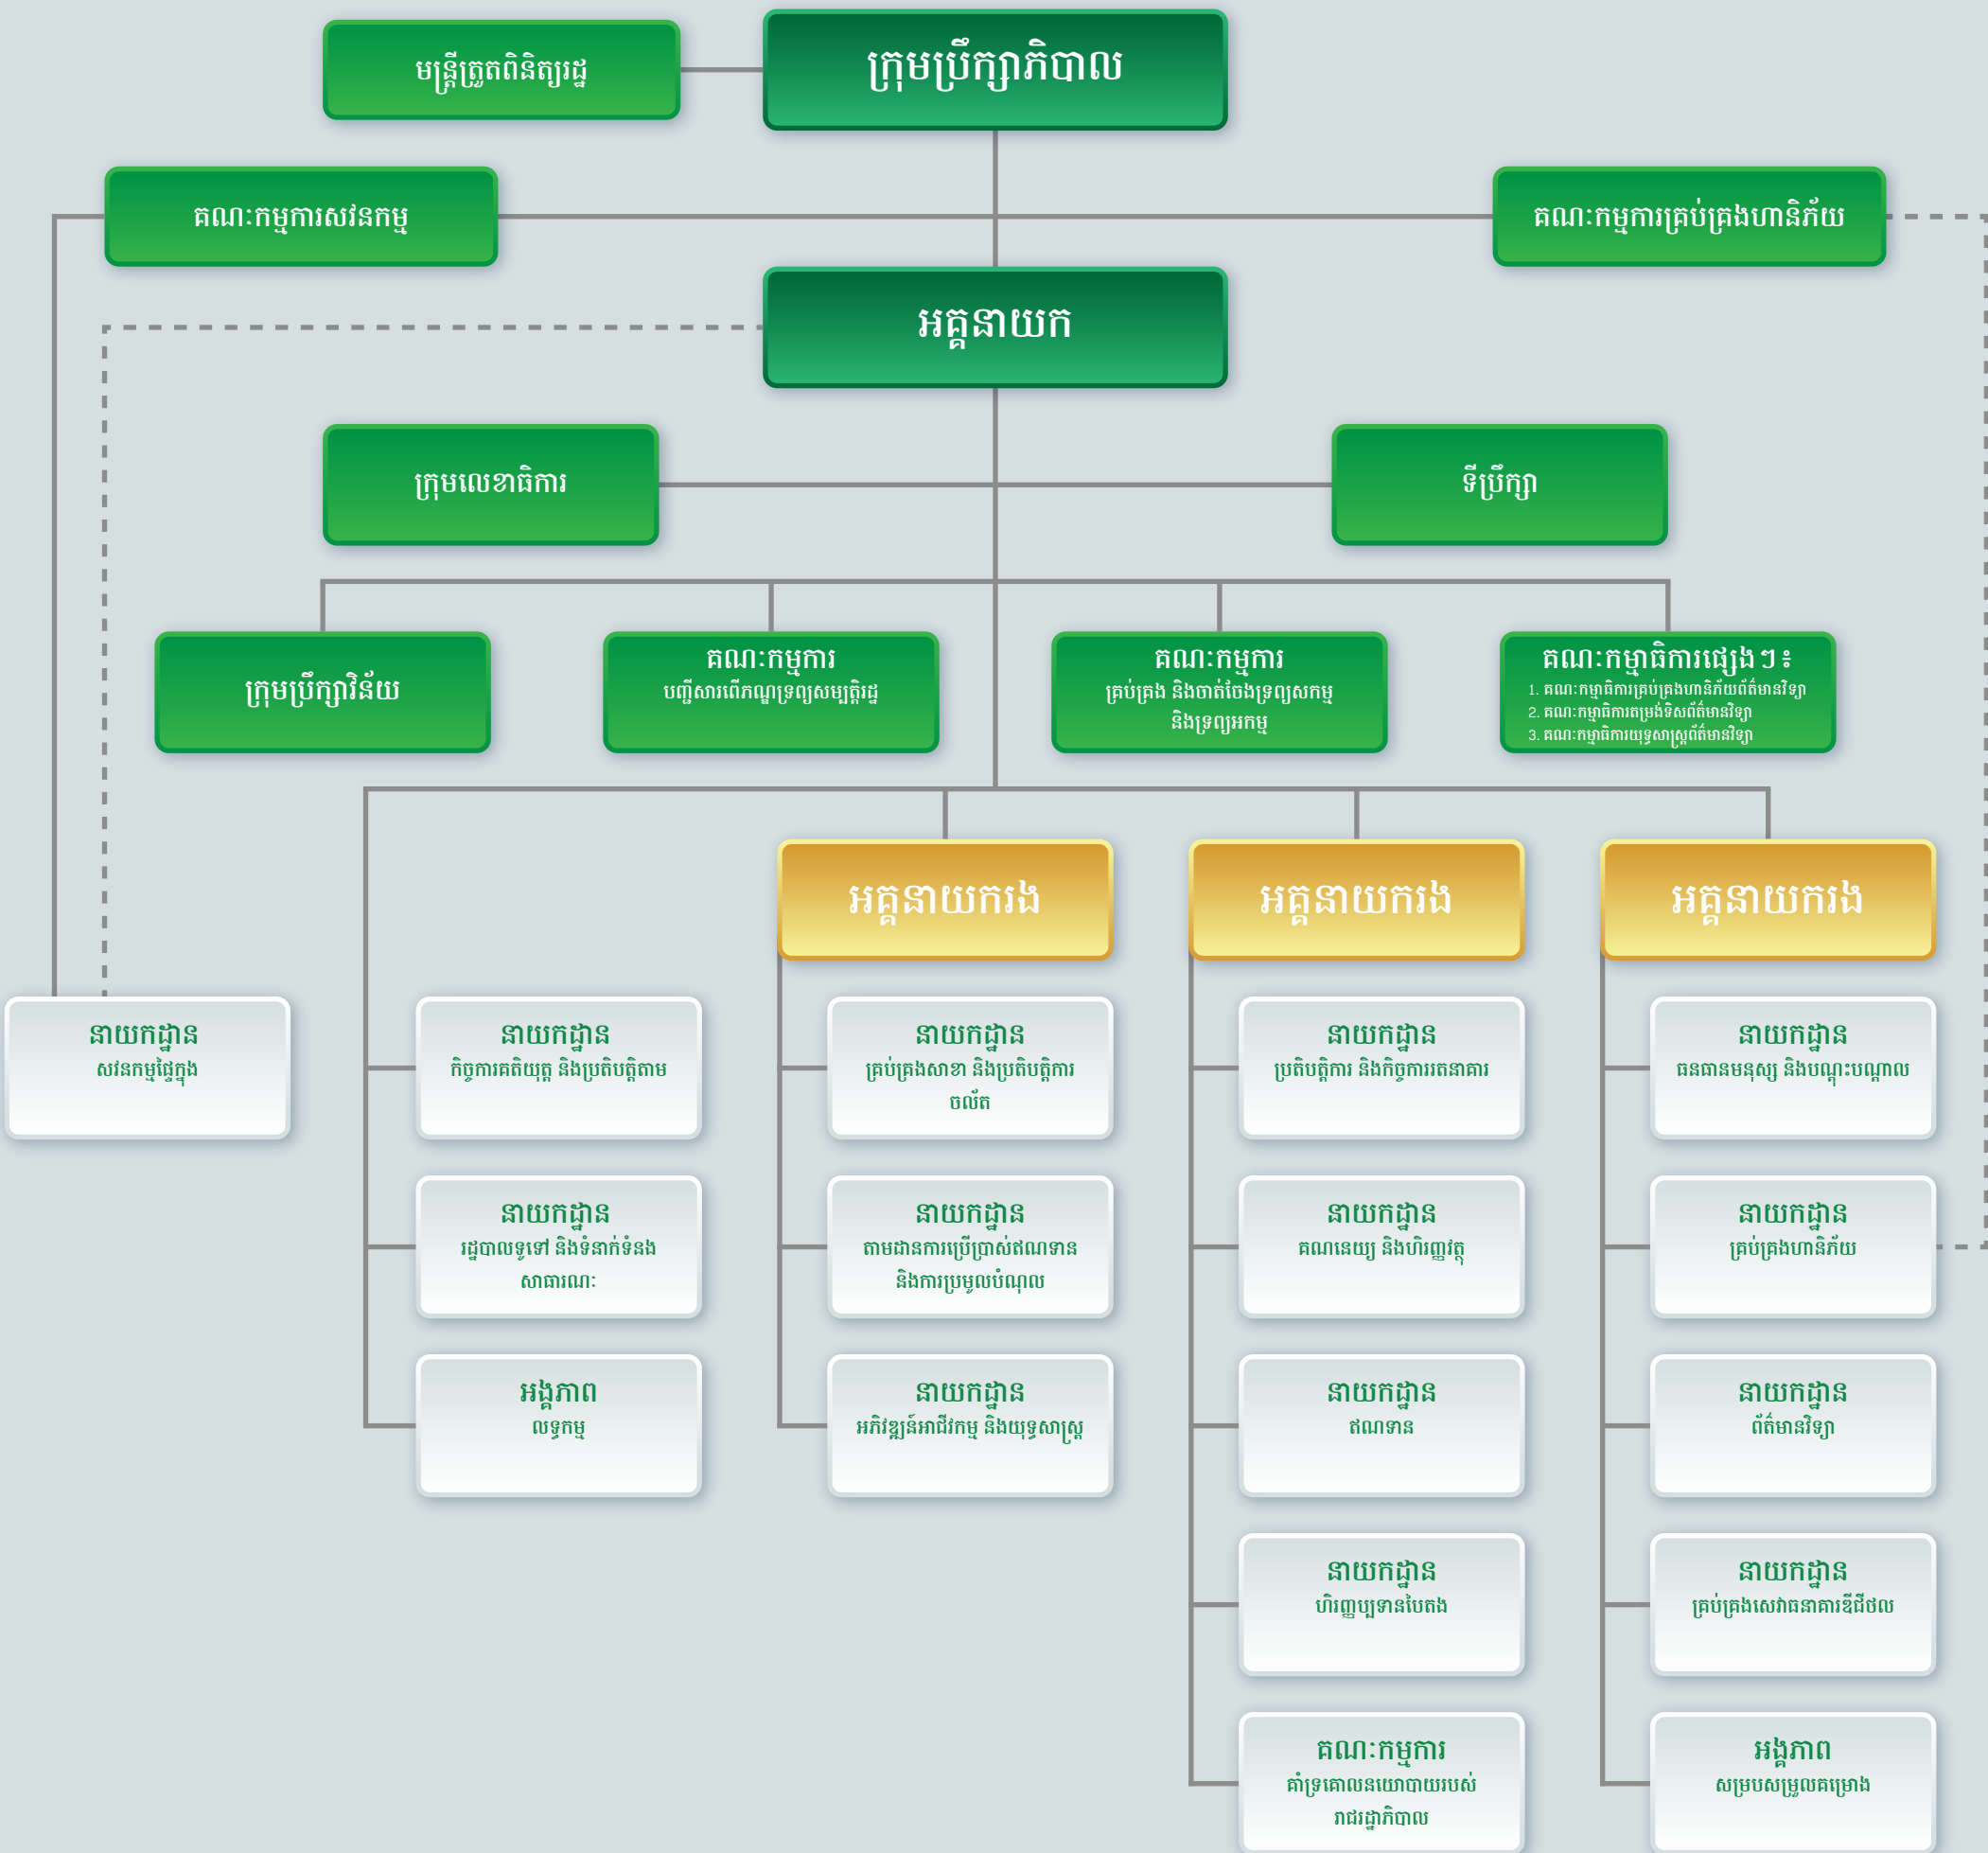 មន្ត្រីត្រួតពិនិត្យរដ្ឋ
ក្រុមប្រឹក្សាភិបាល
គណៈកម្មការសវនកម្ម
គណៈកម្មការគ្រប់គ្រងហានិភ័យ
អគ្គនាយក
ក្រុមលេខាធិការ
ទីប្រឹក្សា
ក្រុមប្រឹក្សាវិន័យ
គណៈកម្មការ
បញ្ជីសារពើភណ្ឌទ្រព្យសម្បត្តិរដ្ឋ
គណៈកម្មការ
គ្រប់គ្រង និងចាត់ចែងទ្រព្យសកម្ម
និងទ្រព្យអកម្ម
គណៈកម្មាធិការផ្សេងៗ៖
1. គណៈកម្មាធិការគ្រប់គ្រងហានិភ័យព័ត៌មានវិទ្យា
2. គណៈកម្មាធិការតម្រង់ទិសព័ត៌មានវិទ្យា
3. គណៈកម្មាធិការយុទ្ធសាស្ត្រព័ត៌មានវិទ្យា
អគ្គនាយករង
អគ្គនាយករង
អគ្គនាយករង
នាយកដ្ឋាន
សវនកម្មផ្ទៃក្នុង
នាយកដ្ឋាន
កិច្ចការគតិយុត្ត និងប្រតិបត្តិតាម
នាយកដ្ឋាន
គ្រប់គ្រងសាខា និងប្រតិបត្តិការ
ចល័ត
នាយកដ្ឋាន
ប្រតិបត្តិការ និងកិច្ចការរតនាគារ
នាយកដ្ឋាន
ធនធានមនុស្ស និងបណ្តុះបណ្តាល
នាយកដ្ឋាន
រដ្ឋបាលទូទៅ និងទំនាក់ទំនង
សាធារណៈ
នាយកដ្ឋាន
តាមដានការប្រើប្រាស់ឥណទាន
និងការប្រមូលបំណុល
នាយកដ្ឋាន
គណនេយ្យ និងហិរញ្ញវត្ថុ
នាយកដ្ឋាន
គ្រប់គ្រងហានិភ័យ
អង្គភាព
លទ្ធកម្ម
នាយកដ្ឋាន
អភិវឌ្ឍន៍អាជីវកម្ម និងយុទ្ធសាស្ត្រ
នាយកដ្ឋាន
ឥណទាន
នាយកដ្ឋាន
ព័ត៌មានវិទ្យា
នាយកដ្ឋាន
ហិរញ្ញប្បទានបៃតង
នាយកដ្ឋាន
គ្រប់គ្រងសេវាធនាគារឌីជីថល
គណៈកម្មការ
គាំទ្រគោលនយោបាយរបស់
រាជរដ្ឋាភិបាល
អង្គភាព
សម្របសម្រួលគម្រោង